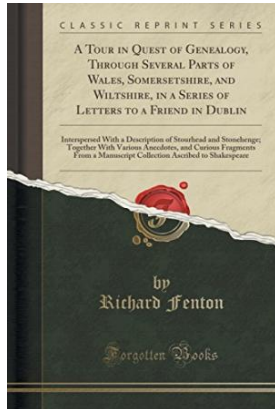 CLASSIC REPRINT SERIES
A TOUR IN QUEST OF GENEALOGY,
THROUGH SEVERAL PARTS OF
WALES, SOMERSETSHIRE, AND
WILTSHIRE, IN A SERIES OF
LETTERS TO A FRIEND IN DUBLIN
Interspersed With a Description of Stourhead and Stonehenge;
Together With Various Anecdotes, and Curious Fragments
From a Manuscript Collection Ascribed to Shakespeare
by
Richard Fenton
Forgotten Books